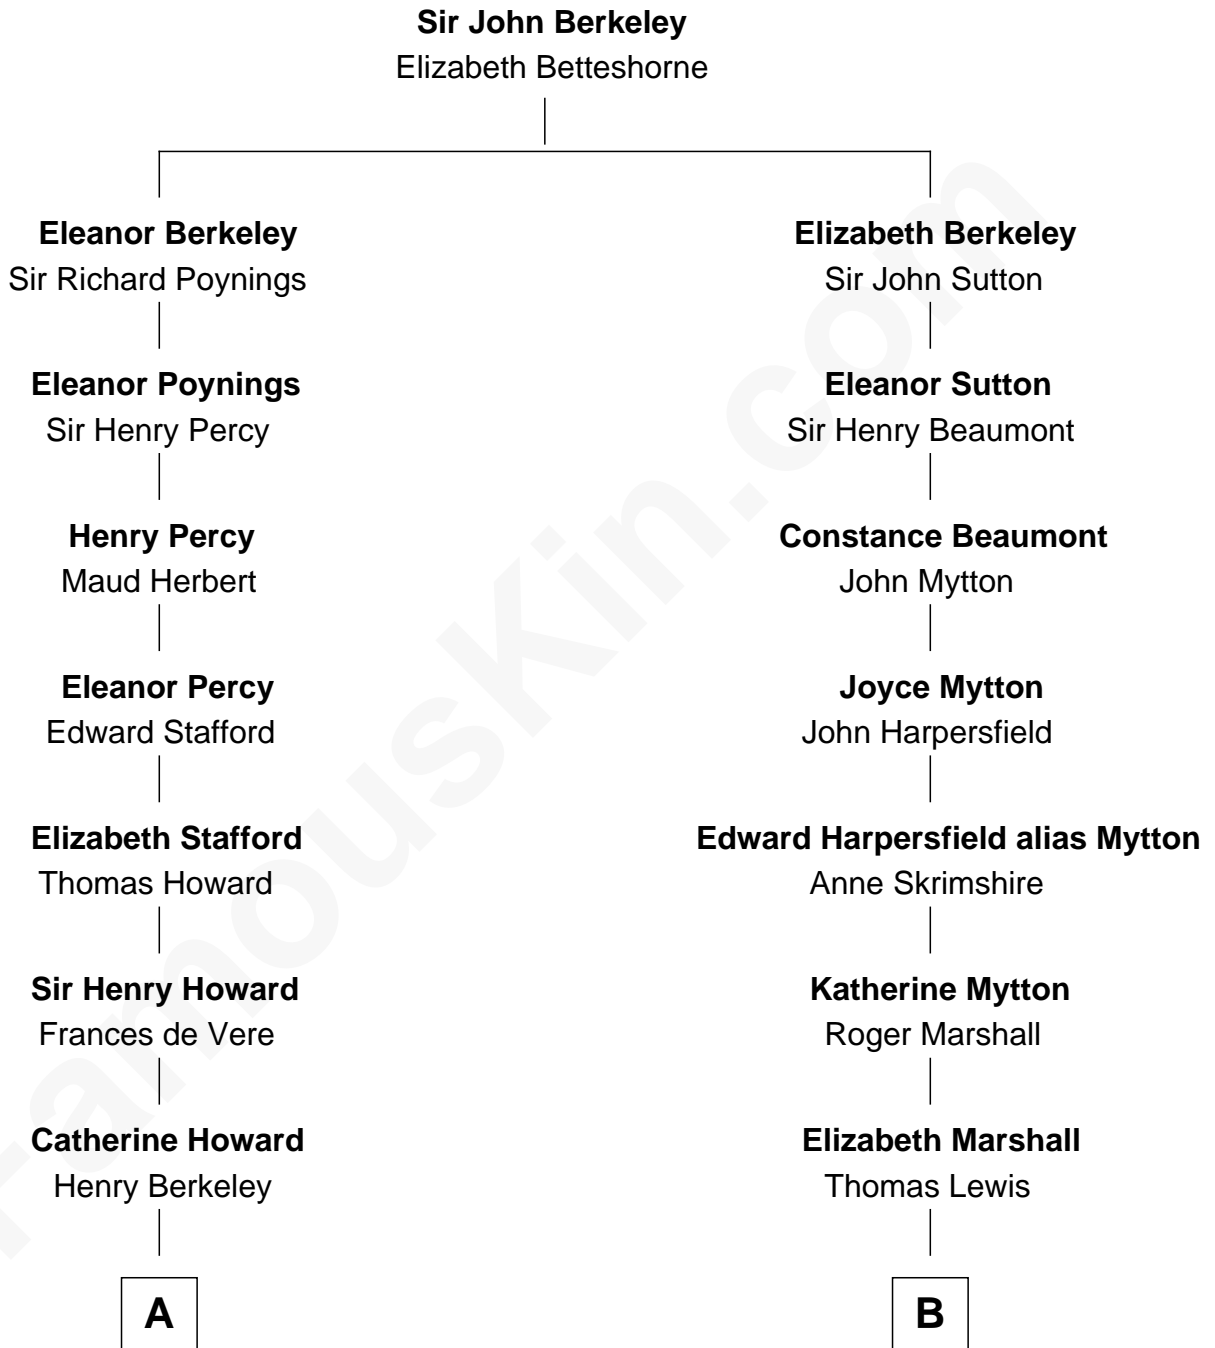 Sir John Berkeley
Elizabeth Betteshorne
Eleanor Berkeley
Sir Richard Poynings
Elizabeth Berkeley
Sir John Sutton
Eleanor Poynings
Sir Henry Percy
Eleanor Sutton
Sir Henry Beaumont
Henry Percy
Maud Herbert
Constance Beaumont
John Mytton
Eleanor Percy
Edward Stafford
Joyce Mytton
John Harpersfield
Elizabeth Stafford
Thomas Howard
Edward Harpersfield alias Mytton
Anne Skrimshire
Sir Henry Howard
Frances de Vere
Katherine Mytton
Roger Marshall
Catherine Howard
Henry Berkeley
Elizabeth Marshall
Thomas Lewis
A
B
FamousKin.com